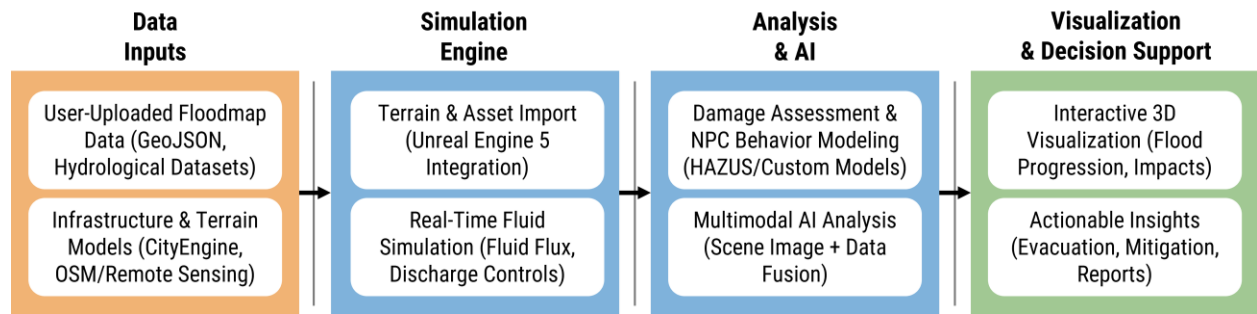 Data
Inputs
User-Uploaded Floodmap
Data (GeoJSON,
Hydrological Datasets)
Infrastructure & Terrain
Models (CityEngine,
OSM/Remote Sensing)
Simulation
Engine
Terrain & Asset Import
(Unreal Engine 5
Integration)
Real-Time Fluid
Simulation (Fluid Flux,
Discharge Controls)
Analysis
& AI
Damage Assessment &
NPC Behavior Modeling
(HAZUS/Custom Models)
Multimodal AI Analysis
(Scene Image + Data
Fusion)
Visualization
& Decision Support
Interactive 3D
Visualization (Flood
Progression, Impacts)
Actionable Insights
(Evacuation, Mitigation,
Reports)